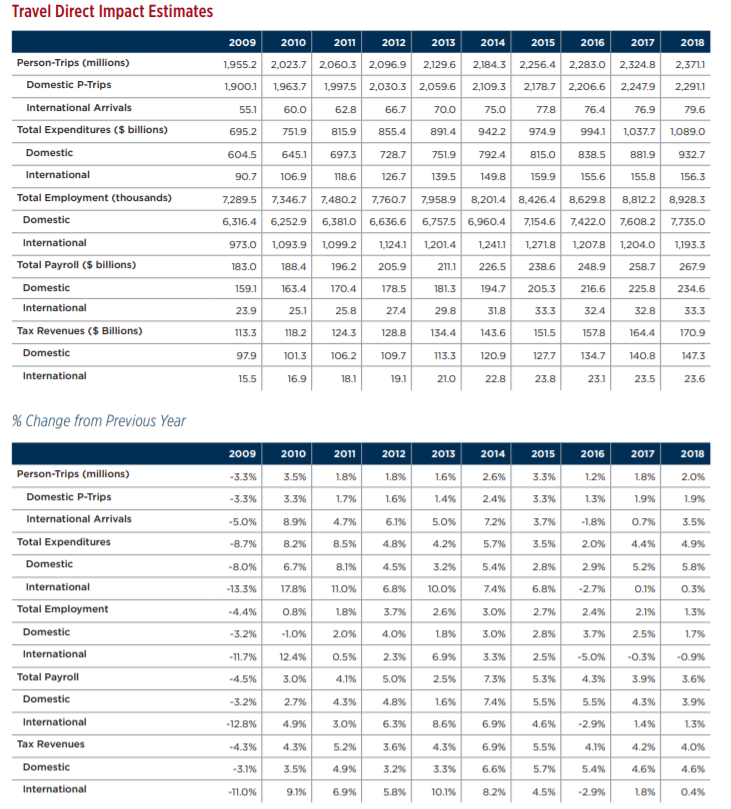 Travel Direct Impact Estimates
2009 2010 2011 2012 2013 2014 2015 2016 2017 2018
Person-Trips (millions) 1,955.2 2,023.7 2,060.3 2,096.9 2,129.6 2,184.3 2,256.4 2,283.0 2,324.8 2,371.1
Domestic P-Trips 1,900.1 1,963.7 1,997.5 2,030.3 2,059.6 2,109.3 2,178.7 2,206.6 2,247.9 2,291.1
International Arrivals 55.1 60.0 62.8 66.7 70.0 75.0 77.8 76.4 76.9 79.6
Total Expenditures ($ billions) 695.2 751.9 815.9 855.4 891.4 942.2 974.9 994.1 1,037.7 1,089.0
Domestic 604.5 645.1 697.3 728.7 751.9 792.4 815.0 838.5 881.9 932.7
International 90.7 106.9 118.6 126.7 139.5 149.8 159.9 155.6 155.8 156.3
Total Employment (thousands) 7,289.5 7,346.7 7,480.2 7,760.7 7,958.9 8,201.4 8,426.4 8,629.8 8,812.2 8,928.3
Domestic 6,316.4 6,252.9 6,381.0 6,636.6 6,757.5 6,960.4 7,154.6 7,422.0 7,608.2 7,735.0
International 973.0 1,093.9 1,099.2 1,124.1 1,201.4 1,241.1 1,271.8 1,207.8 1,204.0 1,193.3
Total Payroll ($ billions) 183.0 188.4 196.2 205.9 211.1 226.5 238.6 248.9 258.7 267.9
Domestic 159.1 163.4 170.4 178.5 181.3 194.7 205.3 216.6 225.8 234.6
International 23.9 25.1 25.8 27.4 29.8 31.8 33.3 32.4 32.8 33.3
Tax Revenues ($ Billions) 113.3 118.2 124.3 128.8 134.4 143.6 151.5 157.8 164.4 170.9
Domestic 97.9 101.3 106.2 109.7 113.3 120.9 127.7 134.7 140.8 147.3
International 15.5 16.9 18.1 19.1 21.0 22.8 23.8 23.1 23.5 23.6
% Change from Previous Year
2009 2010 2011 2012 2013 2014 2015 2016 2017 2018
Person-Trips (millions) -3.3% 3.5% 1.8% 1.8% 1.6% 2.6% 3.3% 1.2% 1.8% 2.0%
Domestic P-Trips -3.3% 3.3% 1.7% 1.6% 1.4% 2.4% 3.3% 1.3% 1.9% 1.9%
International Arrivals -5.0% 8.9% 4.7% 6.1% 5.0% 7.2% 3.7% -1.8% 0.7% 3.5%
Total Expenditures -8.7% 8.2% 8.5% 4.8% 4.2% 5.7% 3.5% 2.0% 4.4% 4.9%
Domestic -8.0% 6.7% 8.1% 4.5% 3.2% 5.4% 2.8% 2.9% 5.2% 5.8%
International -13.3% 17.8% 11.0% 6.8% 10.0% 7.4% 6.8% -2.7% 0.1% 0.3%
Total Employment -4.4% 0.8% 1.8% 3.7% 2.6% 3.0% 2.7% 2.4% 2.1% 1.3%
Domestic -3.2% -1.0% 2.0% 4.0% 1.8% 3.0% 2.8% 3.7% 2.5% 1.7%
International -11.7% 12.4% 0.5% 2.3% 6.9% 3.3% 2.5% -5.0% -0.3% -0.9%
Total Payroll -4.5% 3.0% 4.1% 5.0% 2.5% 7.3% 5.3% 4.3% 3.9% 3.6%
Domestic -3.2% 2.7% 4.3% 4.8% 1.6% 7.4% 5.5% 5.5% 4.3% 3.9%
International -12.8% 4.9% 3.0% 6.3% 8.6% 6.9% 4.6% -2.9% 1.4% 1.3%
Tax Revenues -4.3% 4.3% 5.2% 3.6% 4.3% 6.9% 5.5% 4.1% 4.2% 4.0%
Domestic -3.1% 3.5% 4.9% 3.2% 3.3% 6.6% 5.7% 5.4% 4.6% 4.6%
International -11.0% 9.1% 6.9% 5.8% 10.1% 8.2% 4.5% -2.9% 1.8% 0.4%